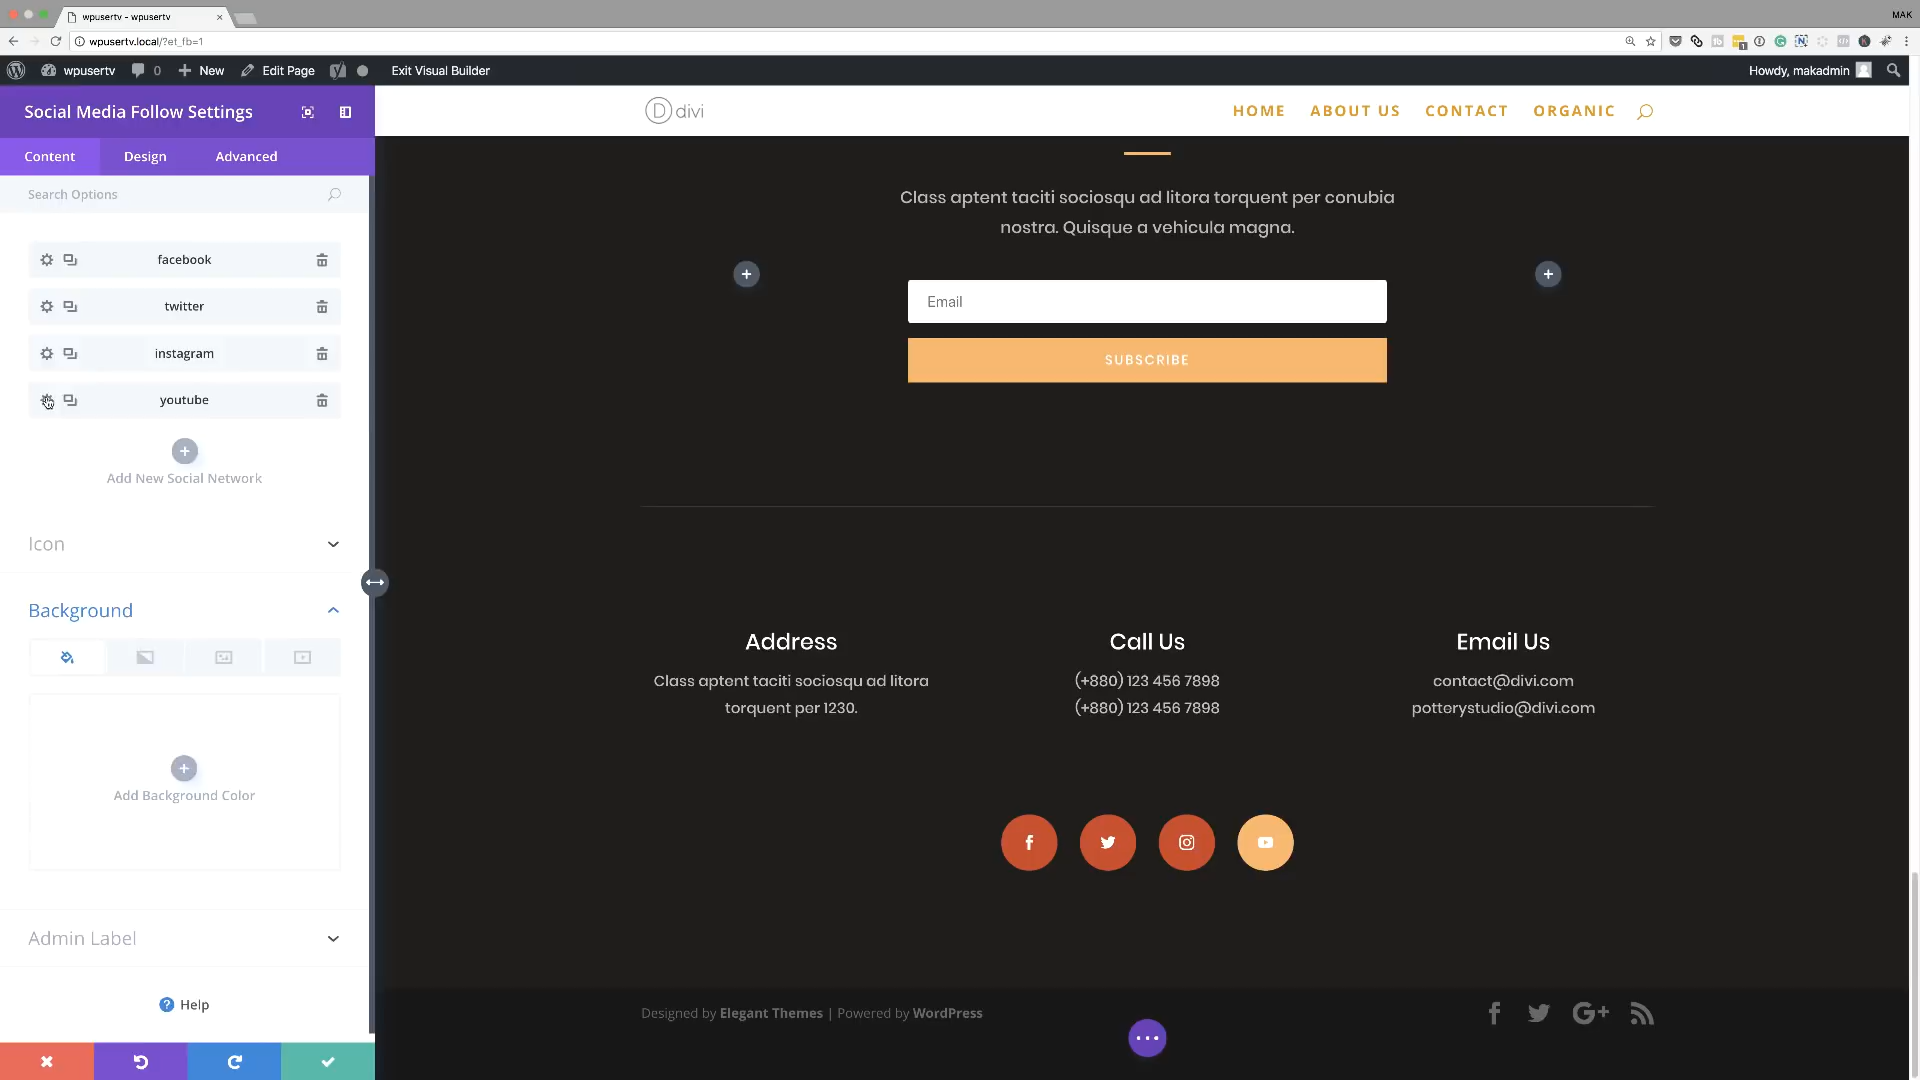 wpusertv - wpusertv
MAK
wpusertv.local/?et_fb=1
wpusertv 0 New Edit Page Exit Visual Builder Howdy, makadmin
Social Media Follow Settings
Content Design Advanced
Search Options
facebook
twitter
instagram
youtube
Add New Social Network
Icon
Background
Add Background Color
Admin Label
Help
D divi
HOME ABOUT US CONTACT ORGANIC
Class aptent taciti sociosqu ad litora torquent per conubia
nostra. Quisque a vehicula magna.
Email
SUBSCRIBE
Address
Class aptent taciti sociosqu ad litora
torquent per 1230.
Call Us
(+880) 123 456 7898
(+880) 123 456 7898
Email Us
contact@divi.com
potterystudio@divi.com
Designed by Elegant Themes | Powered by WordPress